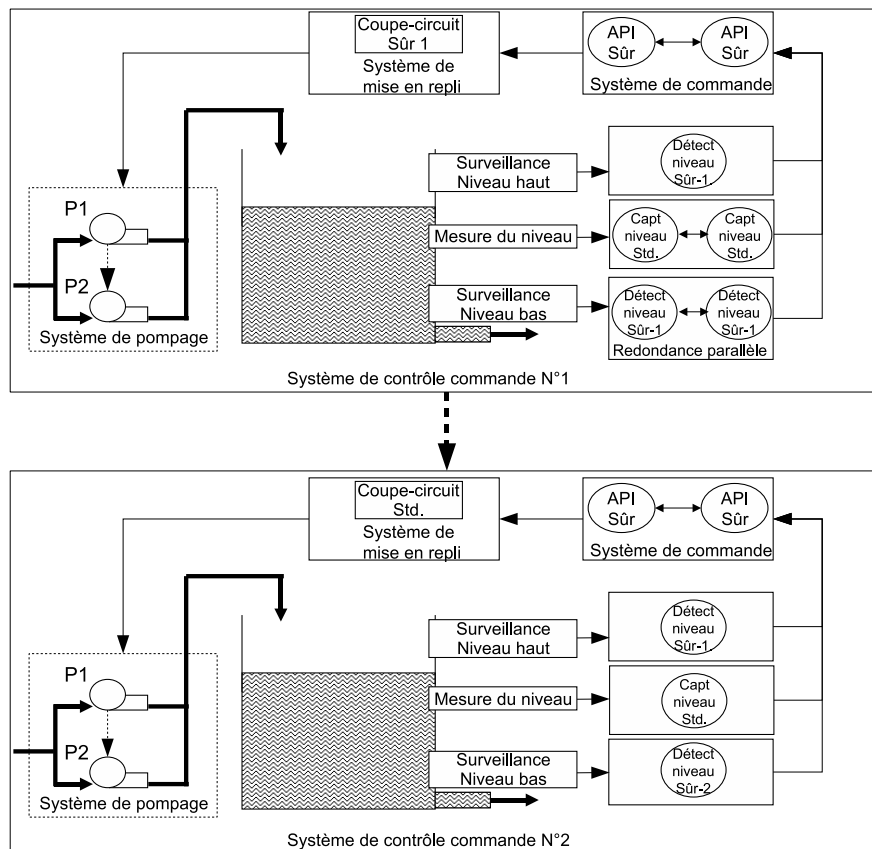 Coupe-circuit
Sûr 1
Système de
mise en repli
API
Sûr
API
Sûr
Système de commande
Surveillance
Niveau haut
Détect
niveau
Sûr-1.
P1
Mesure du niveau
Capt
niveau
Std.
Capt
niveau
Std.
P2
Surveillance
Niveau bas
Détect
niveau
Sûr-1
Détect
niveau
Sûr-1
Redondance parallèle
Système de pompage
Système de contrôle commande N°1
Coupe-circuit
Std.
Système de
mise en repli
API
Sûr
API
Sûr
Système de commande
Surveillance
Niveau haut
Détect
niveau
Sûr-1.
P1
Mesure du niveau
Capt
niveau
Std.
P2
Surveillance
Niveau bas
Détect
niveau
Sûr-2
Système de pompage
Système de contrôle commande N°2